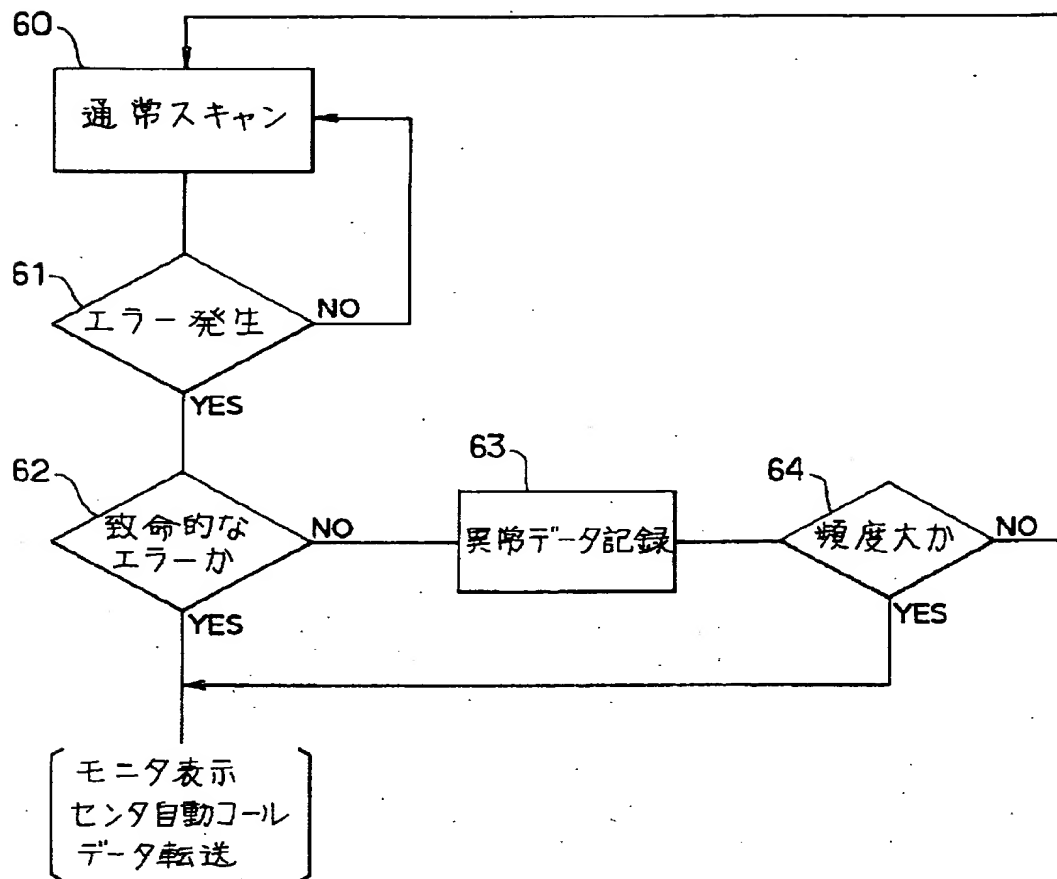 60
通常スキャン
61
エラー発生
NO
YES
62
致命的な
エラーか
NO
YES
63
異常データ記録
64
頻度大か
NO
YES
モニタ表示
センタ自動コール
データ転送